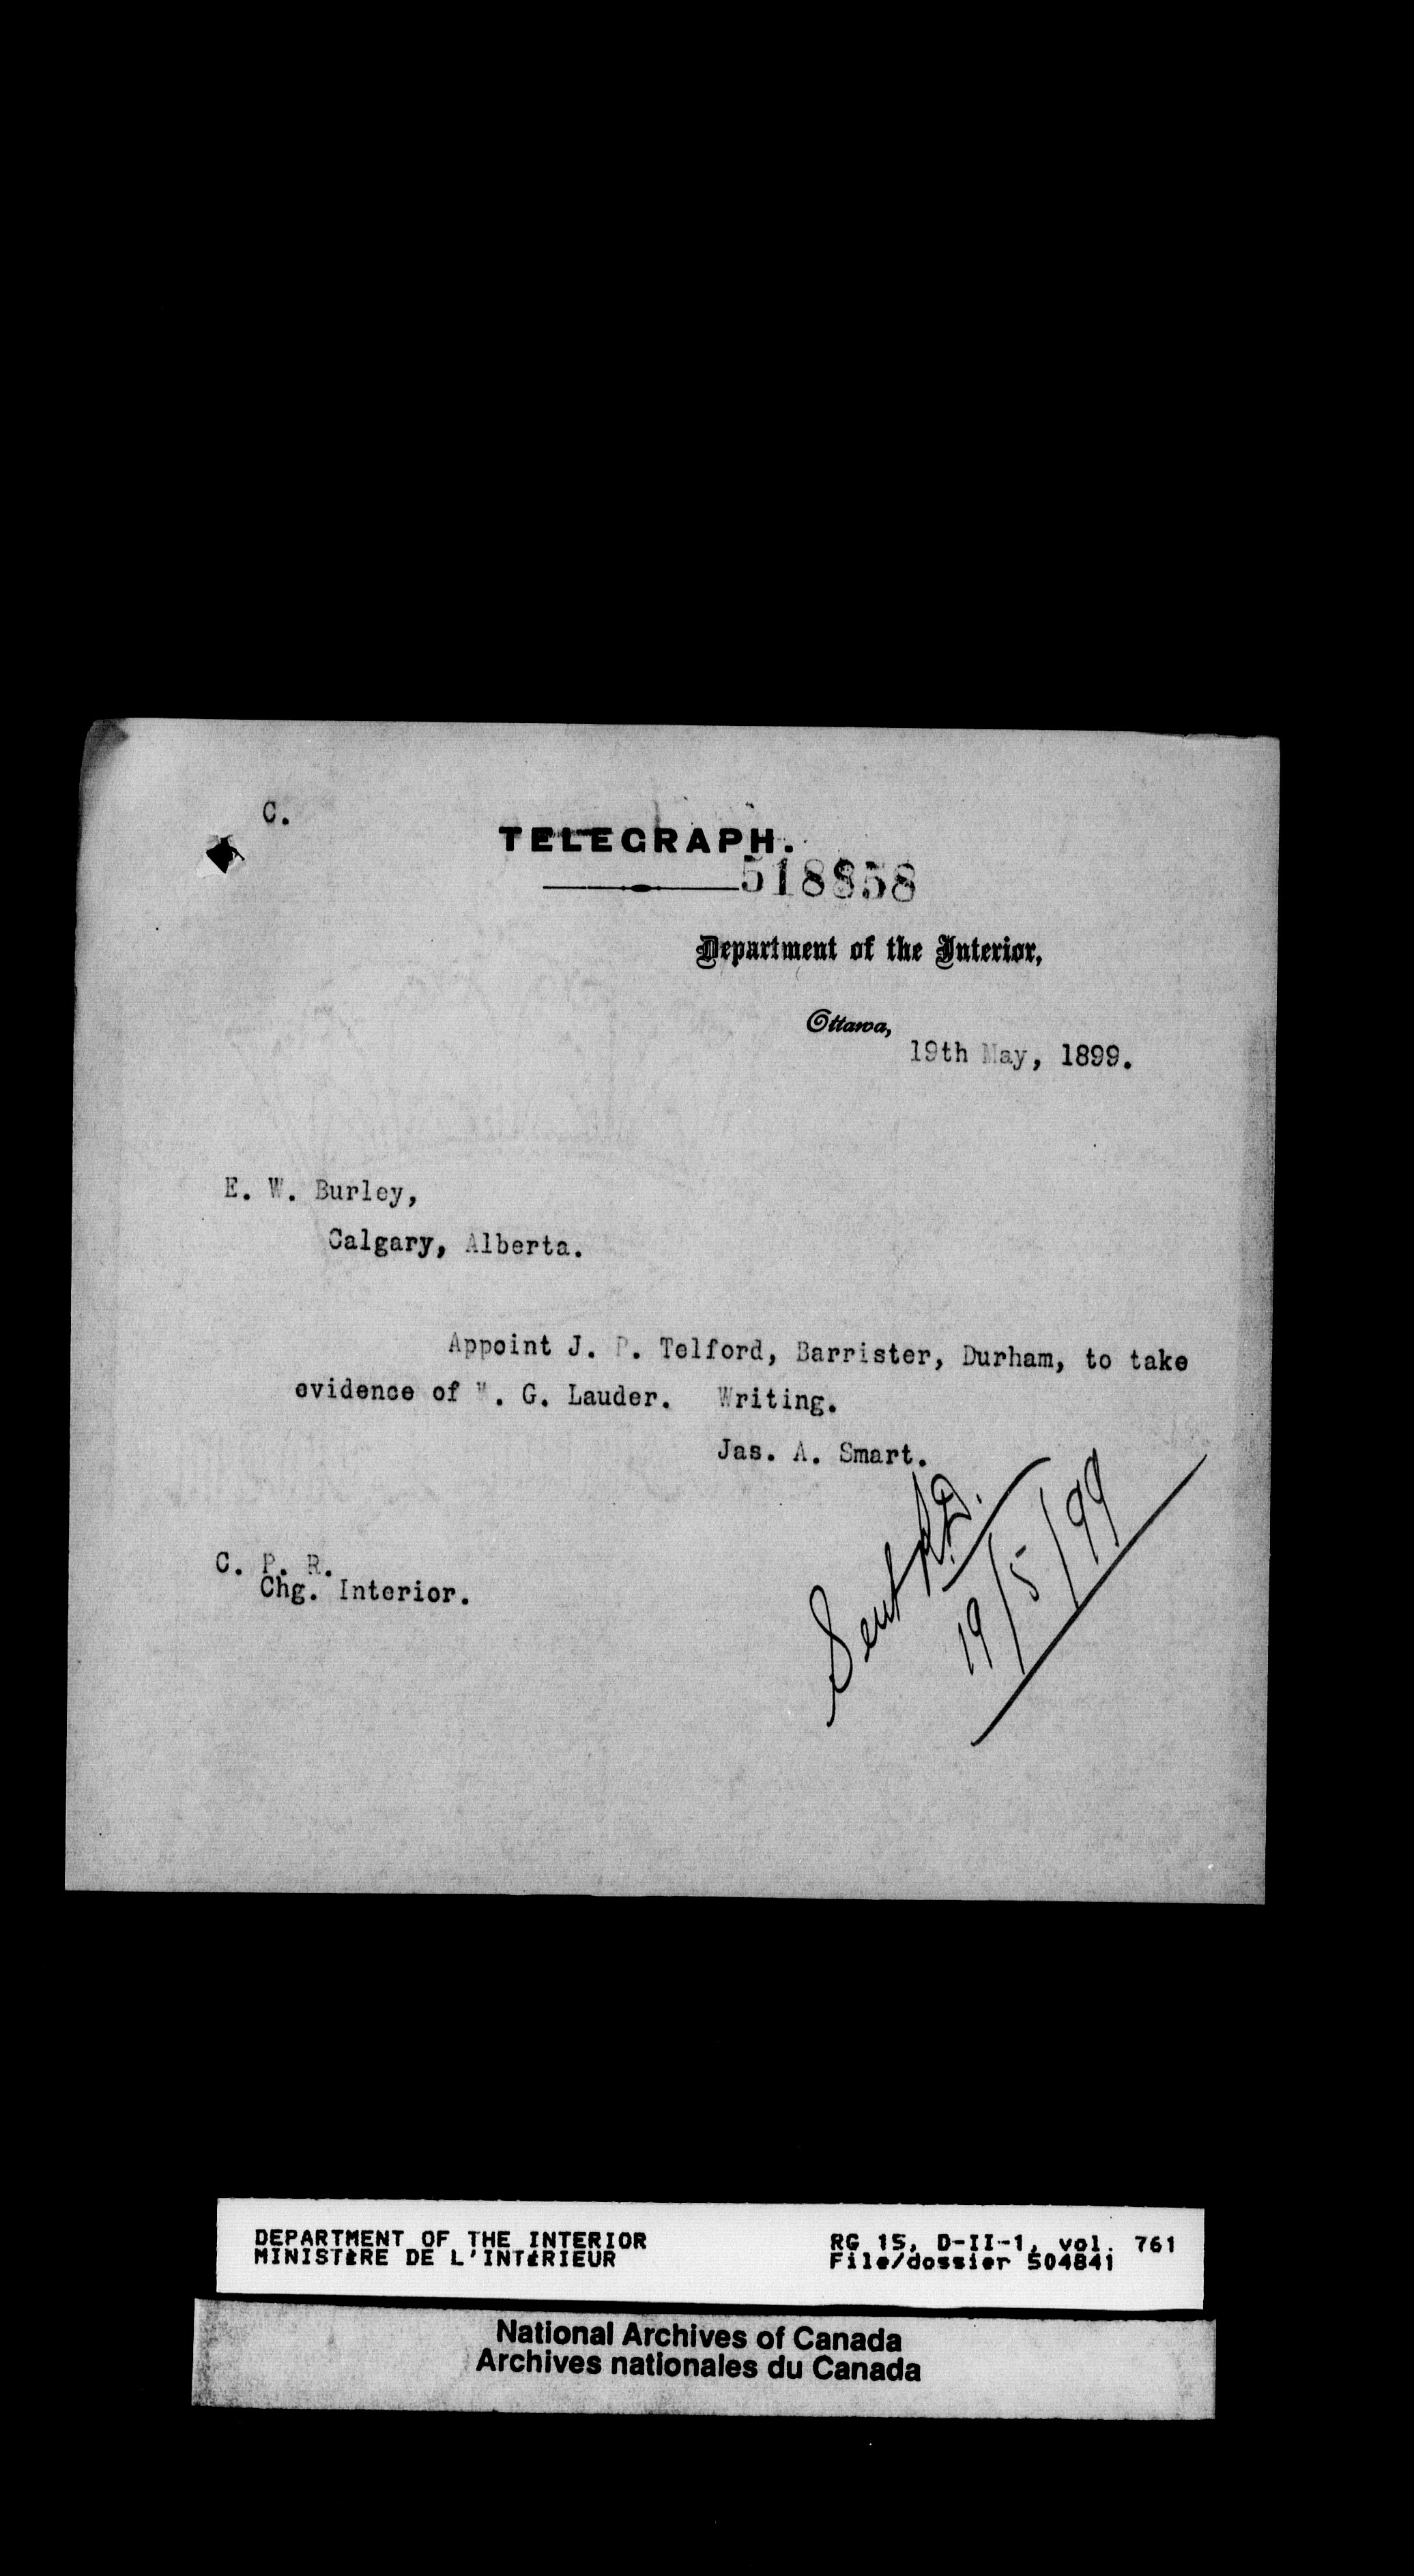 C.
TELEGRAPH.
518858
Department of the Interior,
Ottawa,
19th May, 1899.
E. W. Burley,
Calgary, Alberta.
Appoint J. P. Telford, Barrister, Durham, to take
evidence of W. G. Lauder. Writing.
Jas. A. Smart.
C. P. R.
Chg. Interior.
Sent
19/5/99
DEPARTMENT OF THE INTERIOR
MINISTÈRE DE L'INTÉRIEUR
RG 15, D-II-1, vol. 761
File/dossier 504841
National Archives of Canada
Archives nationales du Canada